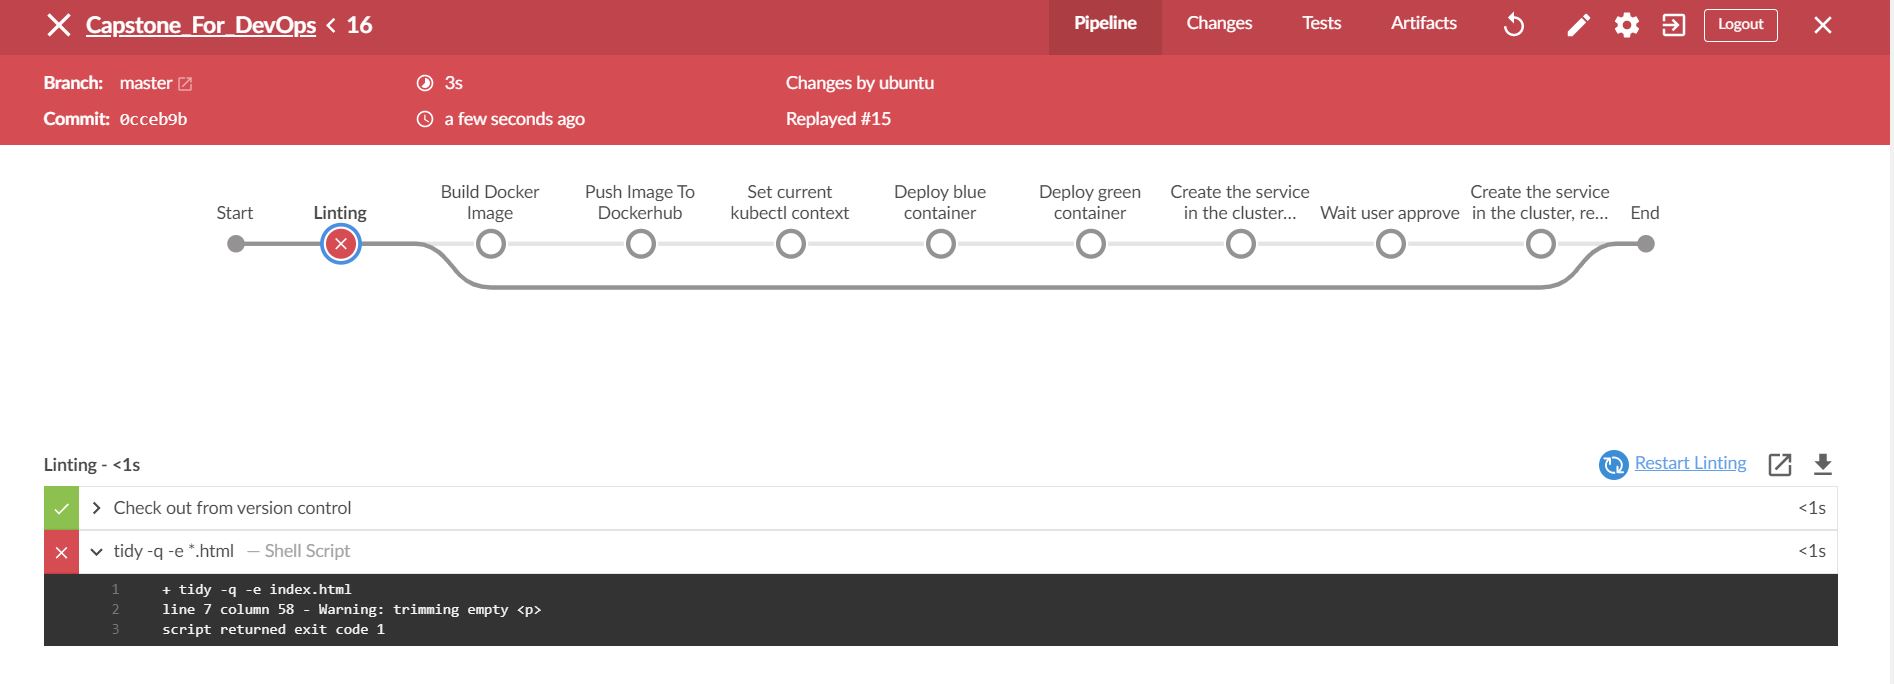 Capstone_For_DevOps < 16
Pipeline Changes Tests Artifacts Logout
Branch: master 3s Changes by ubuntu
Commit: 0cceb9b a few seconds ago Replayed #15
Start
Linting
Build Docker
Image
Push Image To
Dockerhub
Set current
kubectl context
Deploy blue
container
Deploy green
container
Create the service
in the cluster...
Wait user approve
Create the service
in the cluster, re...
End
Linting - <1s
Restart Linting
Check out from version control <1s
tidy -q -e *.html — Shell Script <1s
1 + tidy -q -e index.html
2 line 7 column 58 - Warning: trimming empty <p>
3 script returned exit code 1